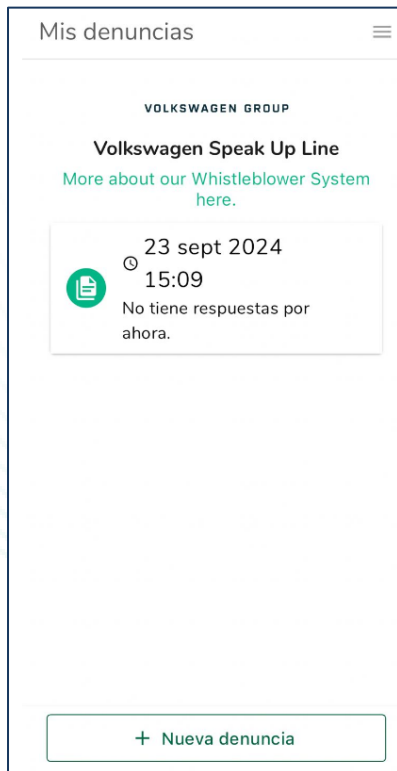 Mis denuncias
VOLKSWAGEN GROUP
Volkswagen Speak Up Line
More about our Whistleblower System
here.
23 sept 2024
15:09
No tiene respuestas por
ahora.
+ Nueva denuncia